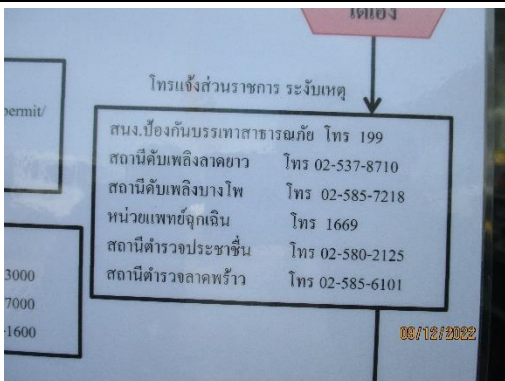 ได้เอง
โทรแจ้งส่วนราชการ ระงับเหตุ
permit/
สนง.ป้องกันบรรเทาสาธารณภัย โทร 199
สถานีดับเพลิงลาดยาว โทร 02-537-8710
สถานีดับเพลิงบางโพ โทร 02-585-7218
หน่วยแพทย์ฉุกเฉิน โทร 1669
สถานีตำรวจประชาชื่น โทร 02-580-2125
สถานีตำรวจลาดพร้าว โทร 02-585-6101
3000
7000
-1600
09/12/2022